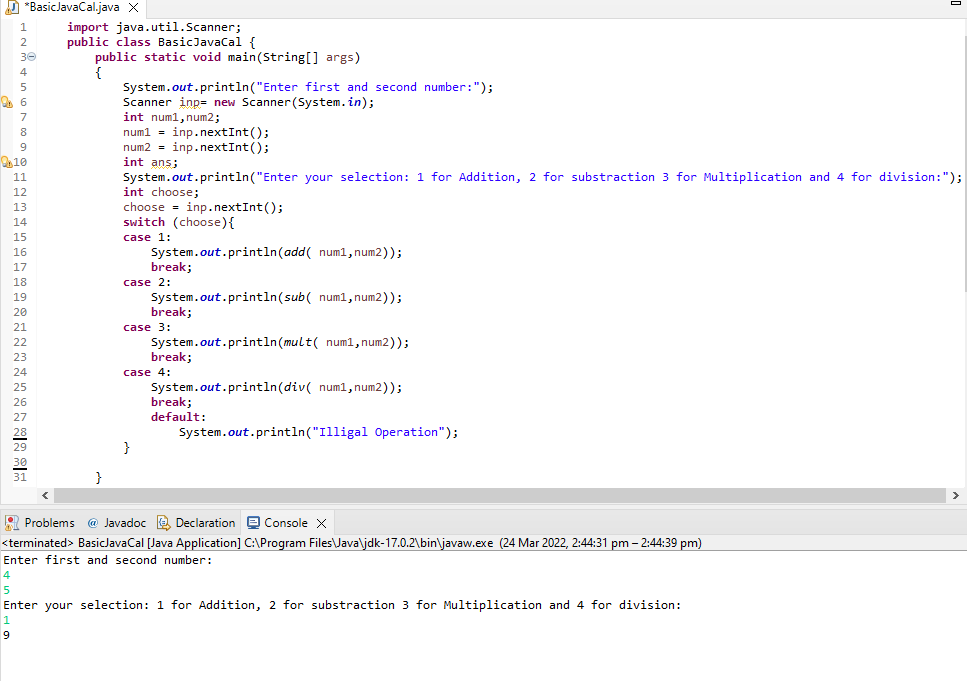 *BasicJavaCal.java
1 import java.util.Scanner;
2 public class BasicJavaCal {
3 public static void main(String[] args)
4 {
5 System.out.println("Enter first and second number:");
6 Scanner inp= new Scanner(System.in);
7 int num1,num2;
8 num1 = inp.nextInt();
9 num2 = inp.nextInt();
10 int ans;
11 System.out.println("Enter your selection: 1 for Addition, 2 for substraction 3 for Multiplication and 4 for division:");
12 int choose;
13 choose = inp.nextInt();
14 switch (choose){
15 case 1:
16 System.out.println(add( num1,num2));
17 break;
18 case 2:
19 System.out.println(sub( num1,num2));
20 break;
21 case 3:
22 System.out.println(mult( num1,num2));
23 break;
24 case 4:
25 System.out.println(div( num1,num2));
26 break;
27 default:
28 System.out.println("Illigal Operation");
29 }
30
31 }
Problems @ Javadoc Declaration Console
<terminated> BasicJavaCal [Java Application] C:\Program Files\Java\jdk-17.0.2\bin\javaw.exe (24 Mar 2022, 2:44:31 pm – 2:44:39 pm)
Enter first and second number:
4
5
Enter your selection: 1 for Addition, 2 for substraction 3 for Multiplication and 4 for division:
1
9